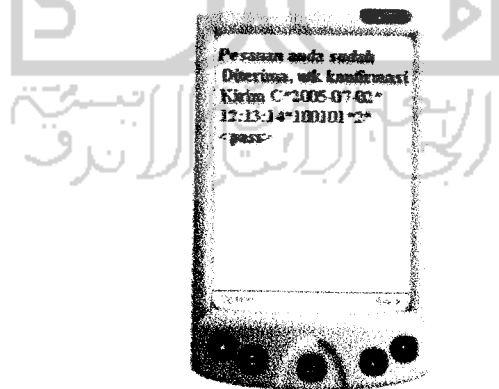 Pesanan anda sudah
Diterima, utk konfirmasi
Kirim C*2005-07-02*
12:13:14*100101*2*
<pass>